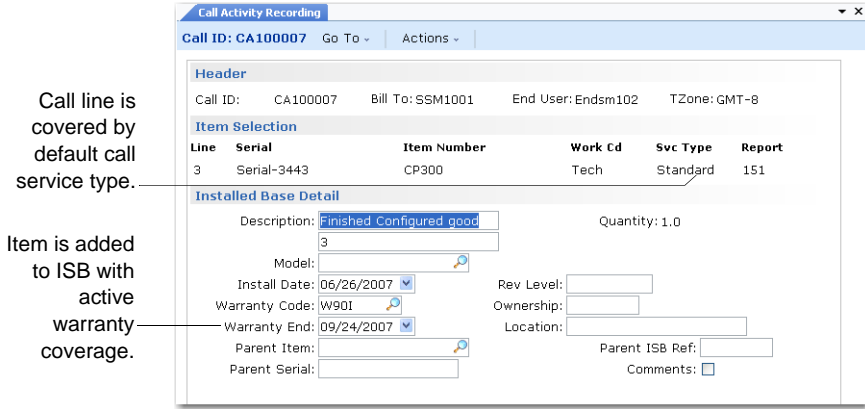 Call Activity Recording
Call ID: CA100007 Go To Actions
Header
Call ID: CA100007 Bill To: SSM1001 End User: Endsm102 TZone: GMT-8
Item Selection
Line Serial Item Number Work Cd Svc Type Report
3 Serial-3443 CP300 Tech Standard 151
Installed Base Detail
Description: Finished Configured good Quantity: 1.0
3
Model:
Install Date: 06/26/2007 Rev Level:
Warranty Code: W90I Ownership:
Warranty End: 09/24/2007 Location:
Parent Item: Parent ISB Ref:
Parent Serial: Comments:
Call line is
covered by
default call
service type.
Item is added
to ISB with
active
warranty
coverage.